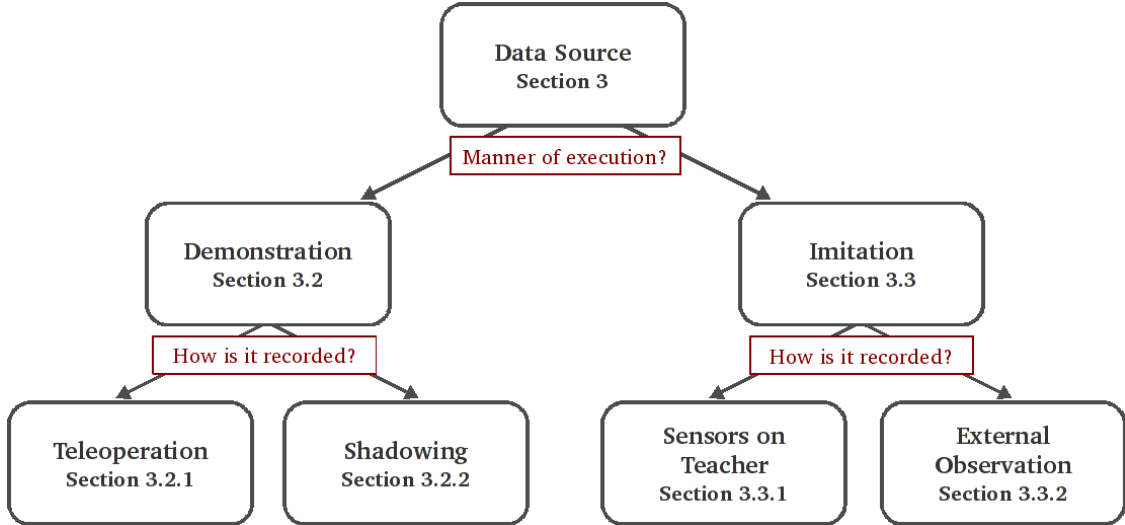 Data Source
Section 3
Manner of execution?
Demonstration
Section 3.2
Imitation
Section 3.3
How is it recorded?
How is it recorded?
Teleoperation
Section 3.2.1
Shadowing
Section 3.2.2
Sensors on
Teacher
Section 3.3.1
External
Observation
Section 3.3.2